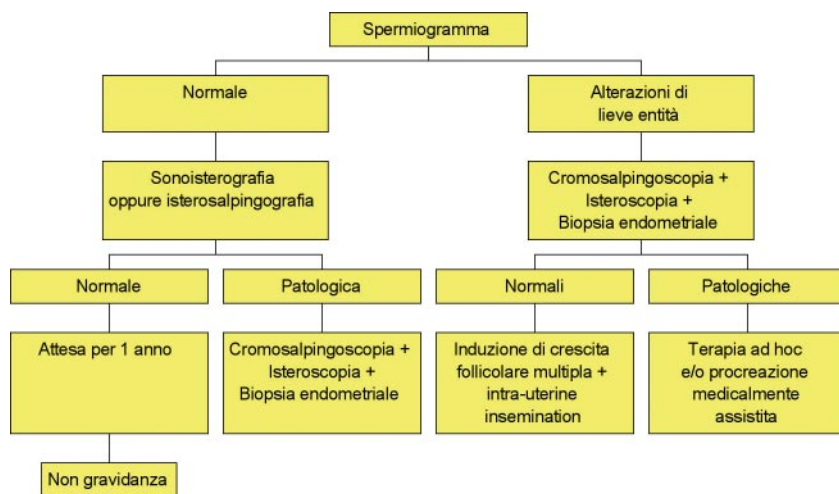 Spermiogramma
Normale
Alterazioni di
lieve entità
Sonoisterografia
oppure isterosalpingografia
Cromosalpingoscopia +
Isteroscopia +
Biopsia endometriale
Normale
Patologica
Normali
Patologiche
Attesa per 1 anno
Cromosalpingoscopia +
Isteroscopia +
Biopsia endometriale
Induzione di crescita
follicolare multipla +
intra-uterine
insemination
Terapia ad hoc
e/o procreazione
medicalmente
assistita
Non gravidanza